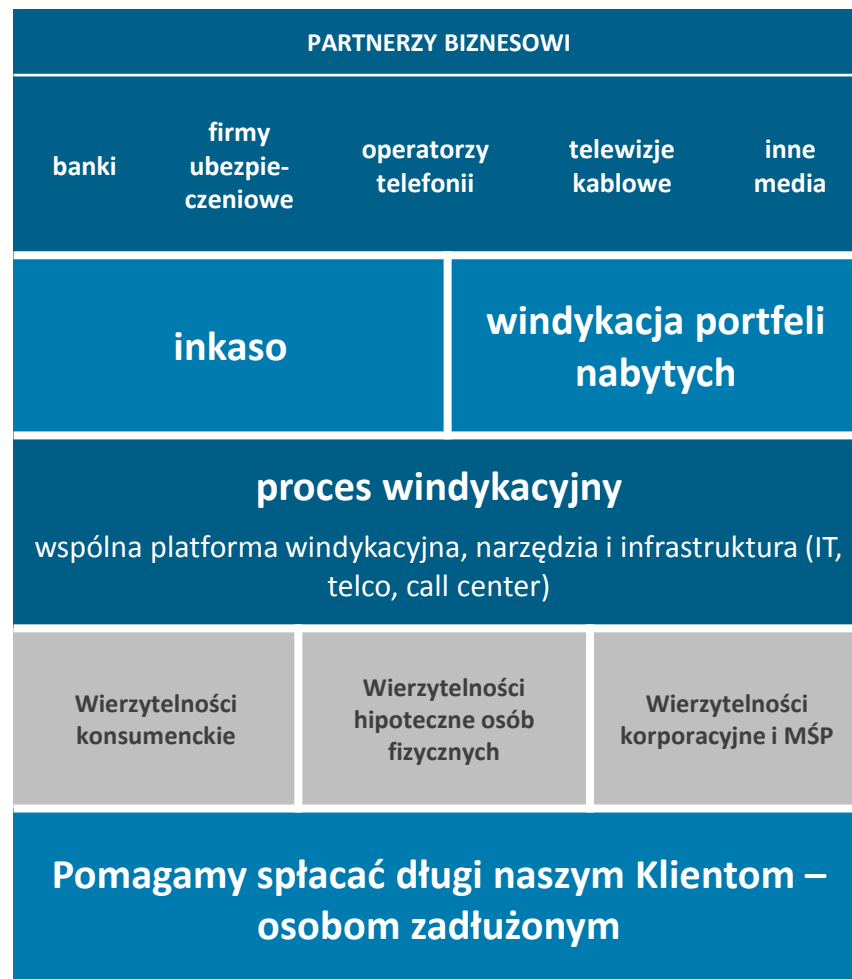 PARTNERZY BIZNESOWI
banki
firmy
ubezpie-
czeniowe
operatorzy
telefonii
telewizje
kablowe
inne
media
inkaso
windykacja portfeli
nabytych
proces windykacyjny
wspólna platforma windykacyjna, narzędzia i infrastruktura (IT,
telco, call center)
Wierzytelności
konsumenckie
Wierzytelności
hipoteczne osób
fizycznych
Wierzytelności
korporacyjne i MŚP
Pomagamy spłacać długi naszym Klientom –
osobom zadłużonym